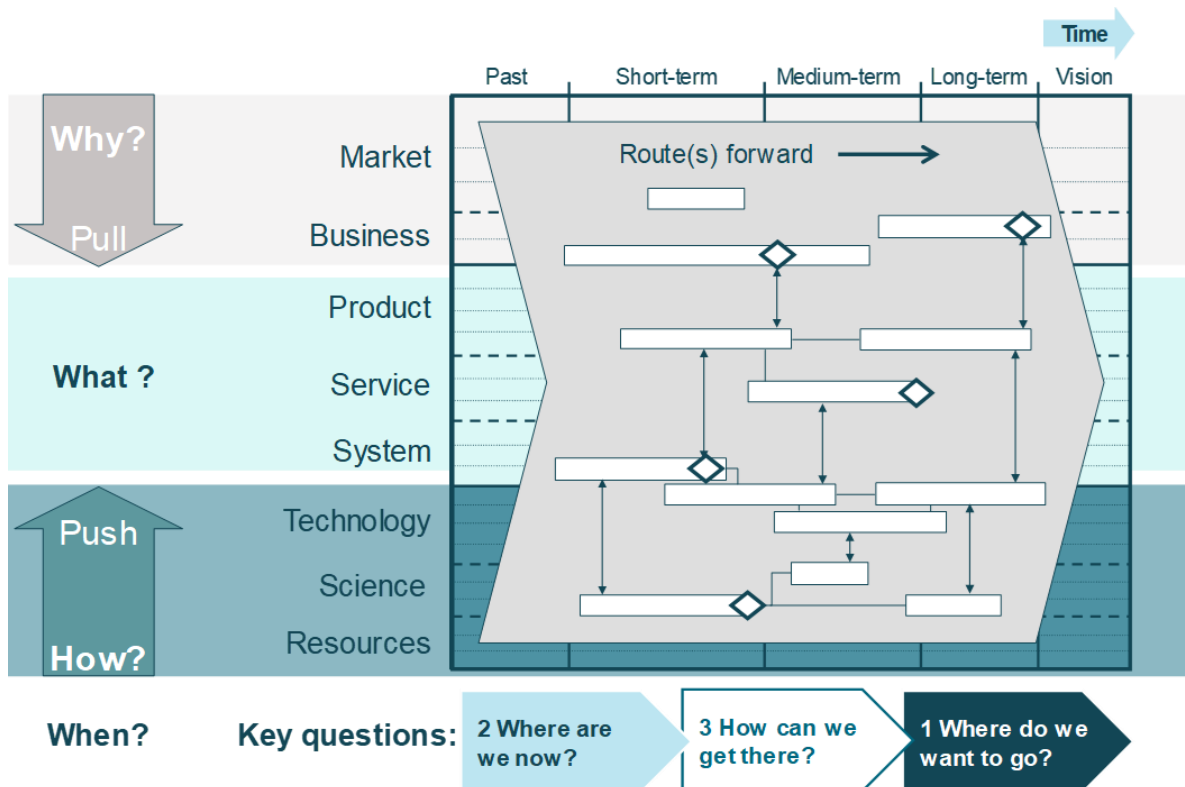 Time
Past Short-term Medium-term Long-term Vision
Why?
Market
Route(s) forward
Pull
Business
Product
What ?
Service
System
Push
Technology
Science
How?
Resources
When?
Key questions:
2 Where are
we now?
3 How can we
get there?
1 Where do we
want to go?